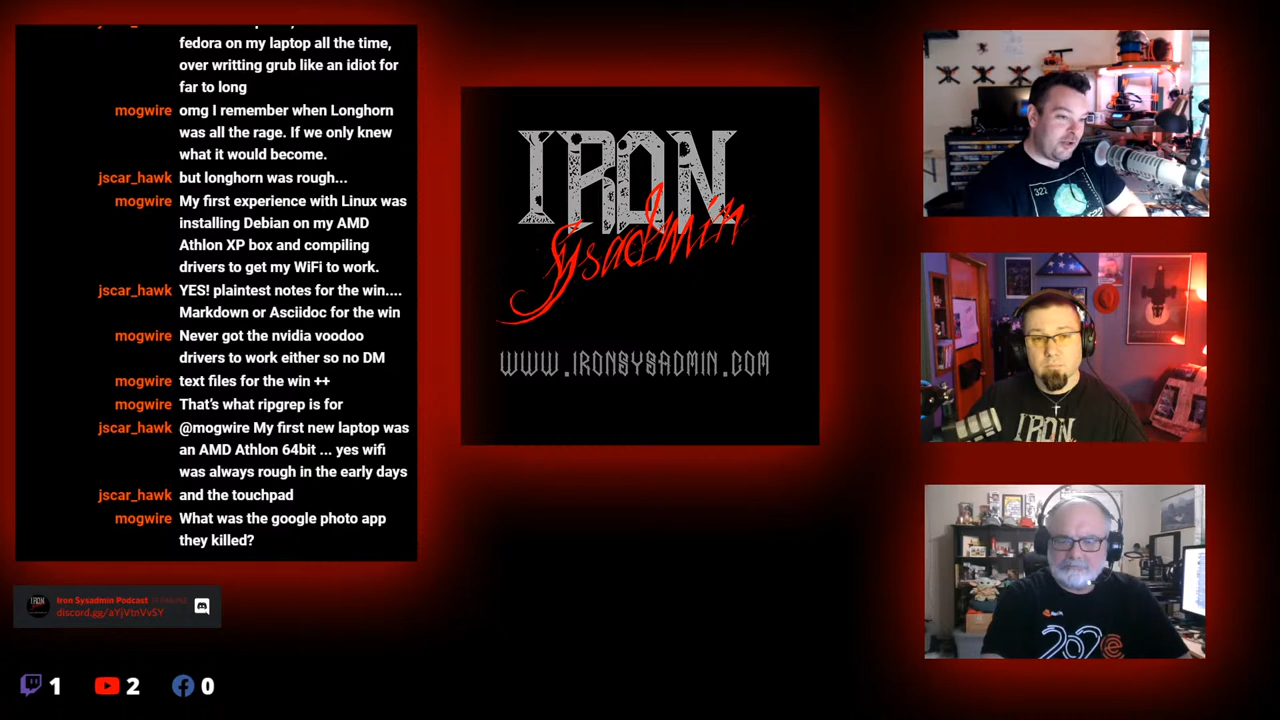 fedora on my laptop all the time,
over writting grub like an idiot for
far to long
mogwire omg I remember when Longhorn
was all the rage. If we only knew
what it would become.
jscar_hawk but longhorn was rough...
mogwire My first experience with Linux was
installing Debian on my AMD
Athlon XP box and compiling
drivers to get my WiFi to work.
jscar_hawk YES! plaintest notes for the win....
Markdown or Asciidoc for the win
mogwire Never got the nvidia voodoo
drivers to work either so no DM
mogwire text files for the win ++
mogwire That's what ripgrep is for
jscar_hawk @mogwire My first new laptop was
an AMD Athlon 64bit ... yes wifi
was always rough in the early days
jscar_hawk and the touchpad
mogwire What was the google photo app
they killed?
Iron Sysadmin Podcast
discord.gg/aYjVtnVvSY
1 2 0
IRON
Sysadmin
WWW.IRONSYSADMIN.COM
32
IRON
202e